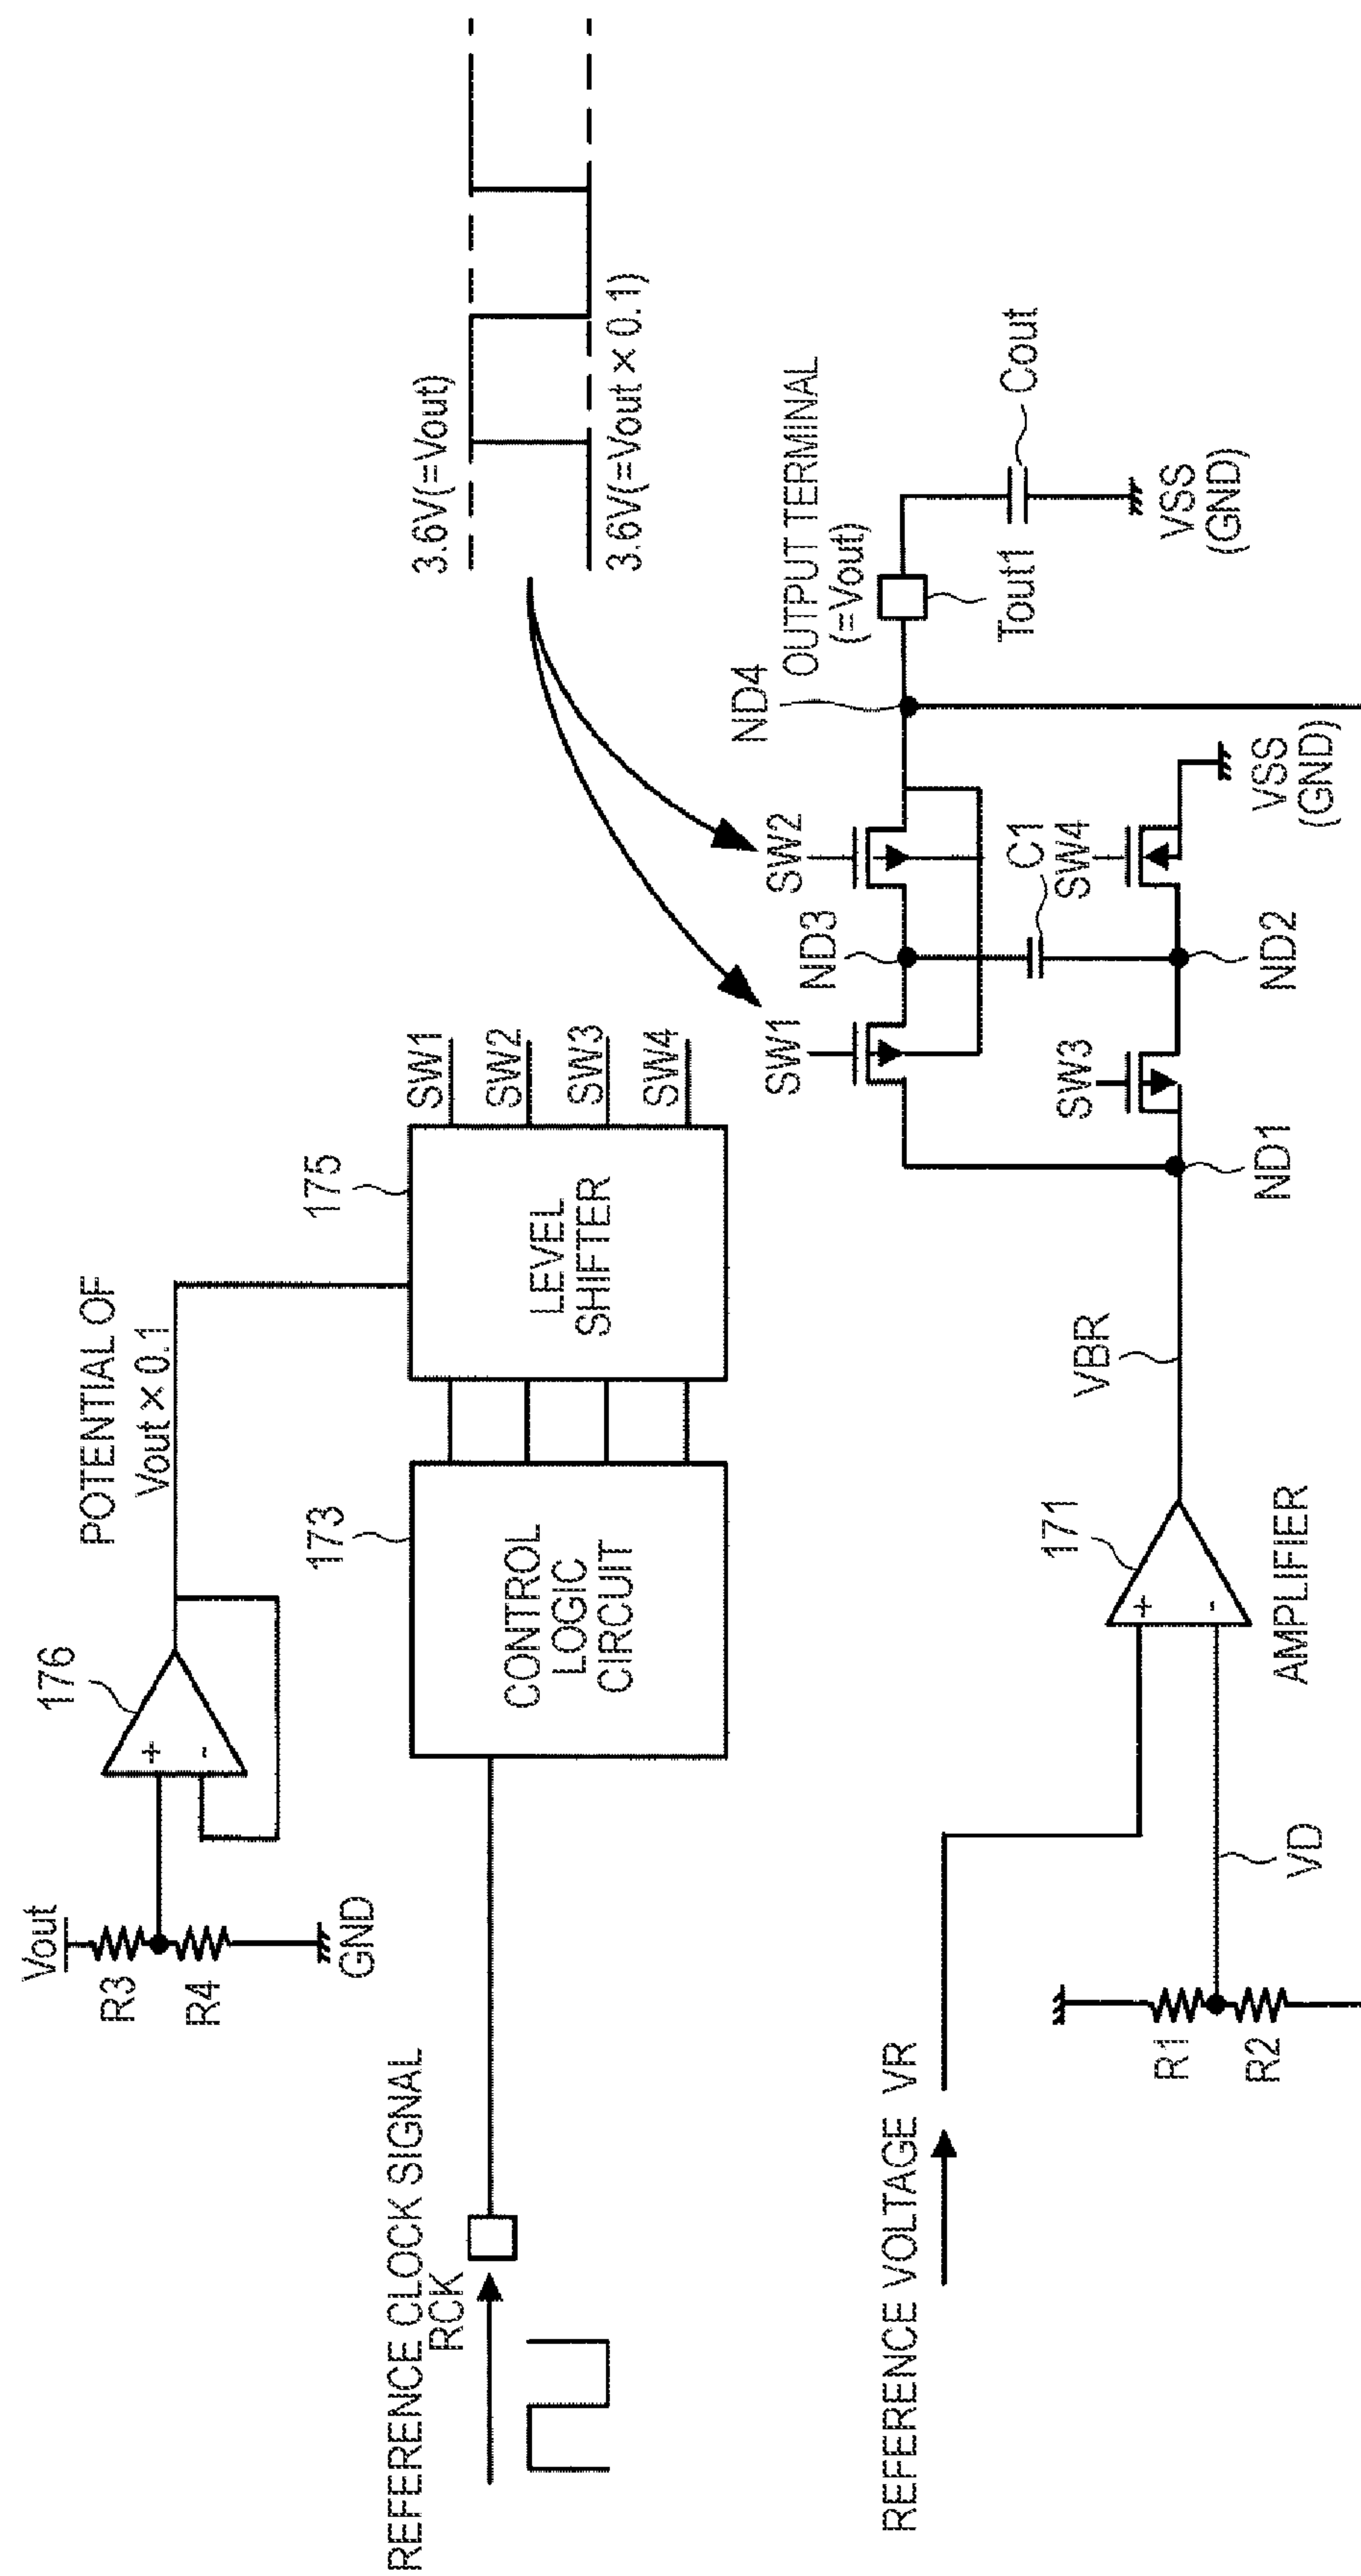 Vout
R3
R4
GND
176
POTENTIAL OF
Vout × 0.1
REFERENCE CLOCK SIGNAL
RCK
173
CONTROL
LOGIC
CIRCUIT
175
LEVEL
SHIFTER
SW1
SW2
SW3
SW4
3.6V(=Vout)
3.6V(=Vout × 0.1)
REFERENCE VOLTAGE VR
R1
R2
VD
+
-
+
-
171
AMPLIFIER
VBR
ND1
SW1
SW3
ND3
ND2
SW2
C1
SW4
VSS
(GND)
ND4
OUTPUT TERMINAL
(=Vout)
Tout1
Cout
VSS
(GND)